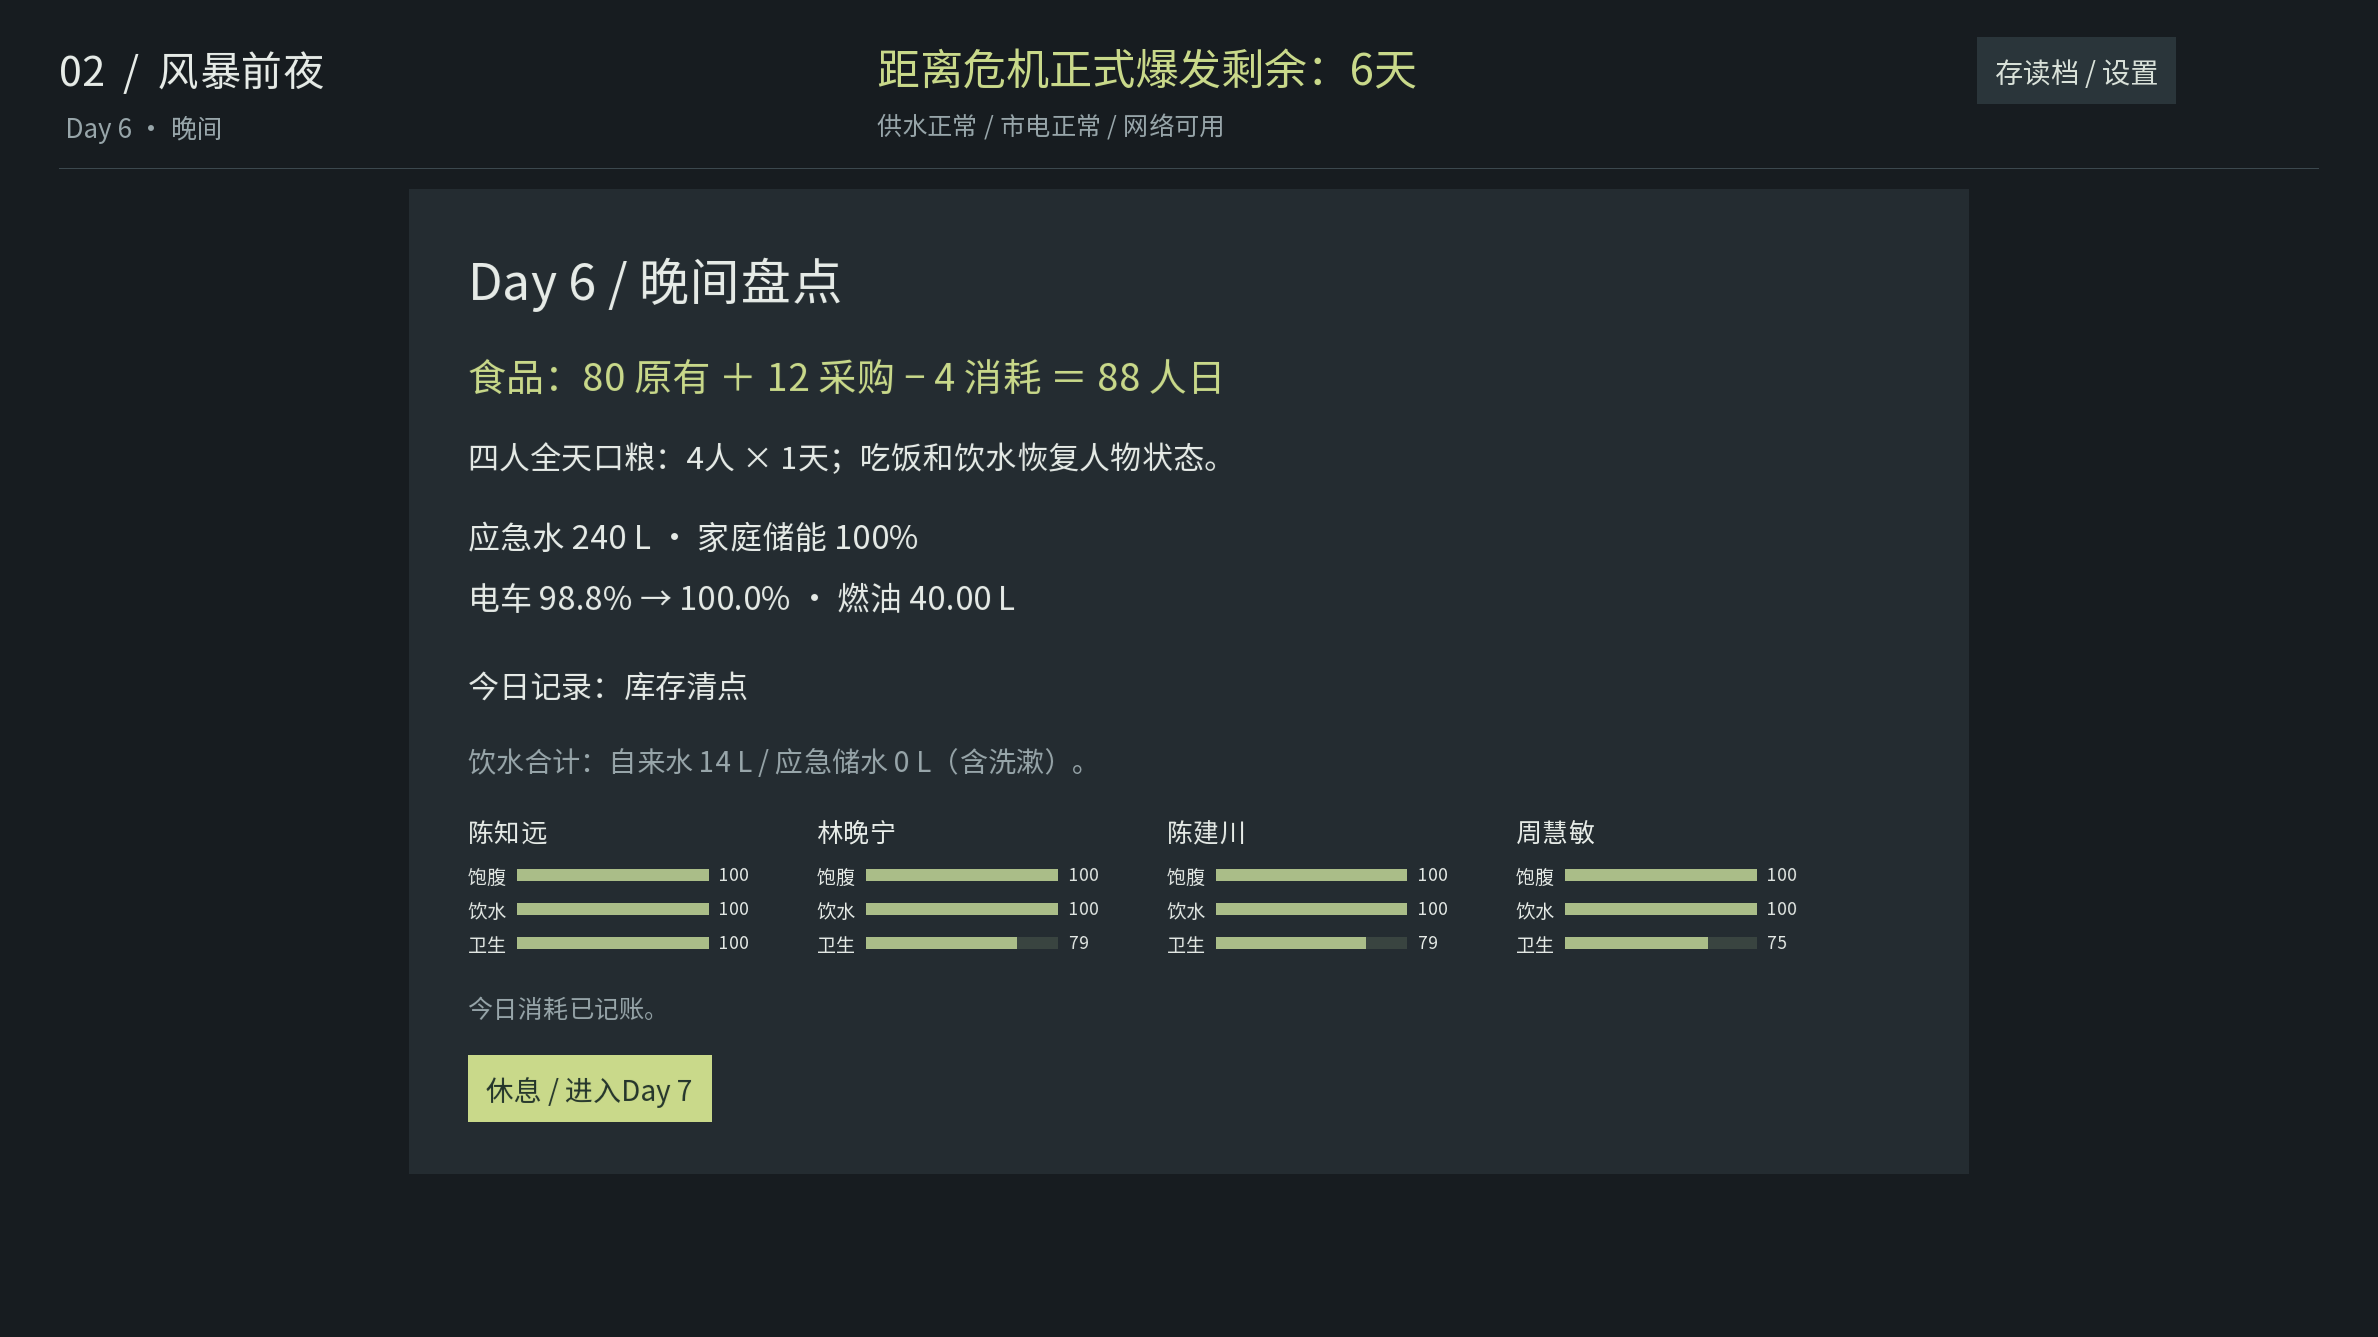 02 / 风暴前夜
距离危机正式爆发剩余：6天
存读档 / 设置
Day 6 · 晚间
供水正常 / 市电正常 / 网络可用
Day 6 / 晚间盘点
食品：80 原有 ＋ 12 采购 − 4 消耗 ＝ 88 人日
四人全天口粮：4人 × 1天；吃饭和饮水恢复人物状态。
应急水 240 L · 家庭储能 100%
电车 98.8% → 100.0% · 燃油 40.00 L
今日记录：库存清点
饮水合计：自来水 14 L / 应急储水 0 L（含洗漱）。
陈知远 林晚宁 陈建川 周慧敏
饱腹 100 饱腹 100 饱腹 100 饱腹 100
饮水 100 饮水 100 饮水 100 饮水 100
卫生 100 卫生 79 卫生 79 卫生 75
今日消耗已记账。
休息 / 进入Day 7